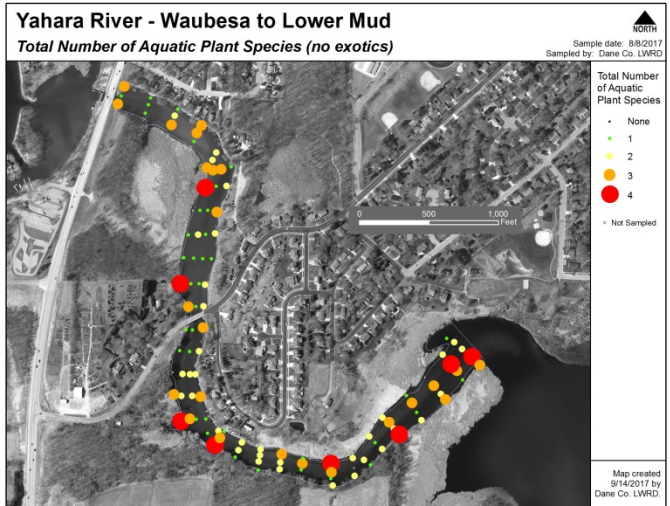 Yahara River - Waubesa to Lower Mud
Total Number of Aquatic Plant Species (no exotics)
NORTH
Sample date: 8/8/2017
Sampled by: Dane Co. LWRD
Total Number
of Aquatic
Plant Species
None
1
2
3
4
× Not Sampled
0 500 1,000
Feet
Map created
9/14/2017 by
Dane Co. LWRD.